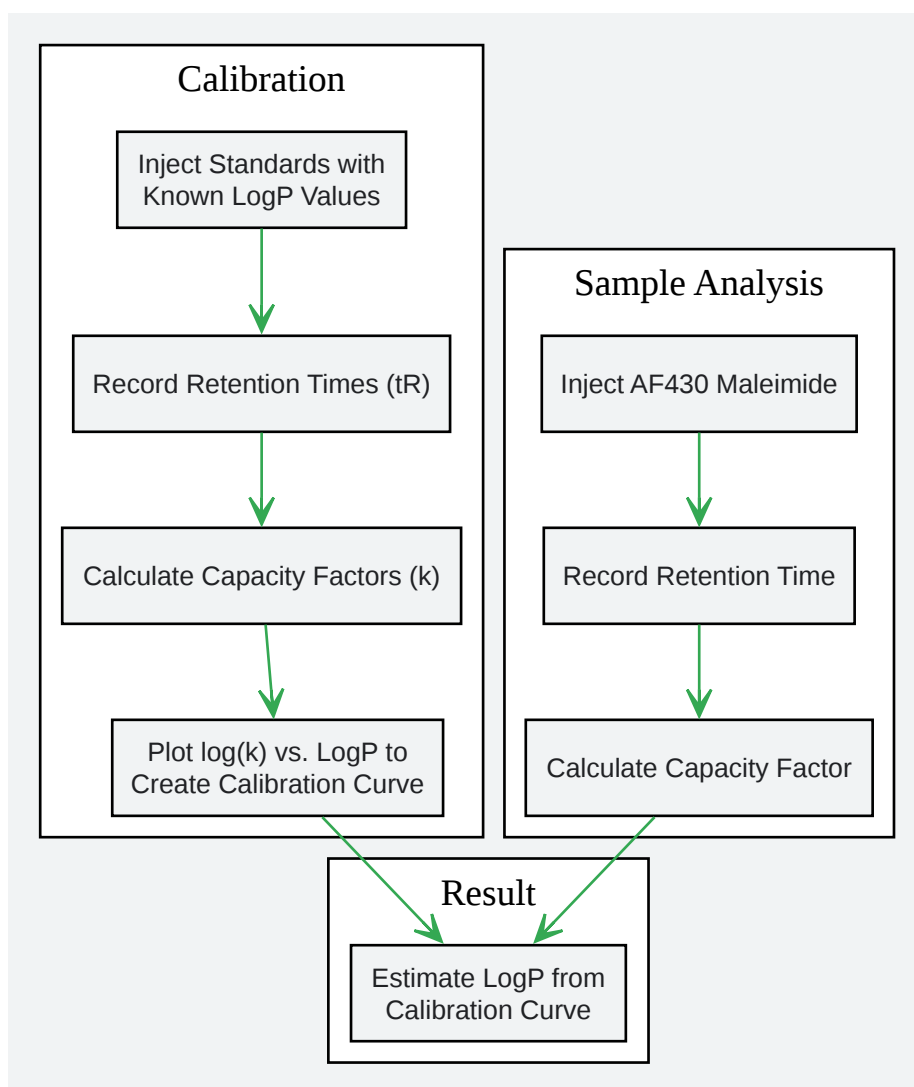 Calibration
Inject Standards with
Known LogP Values
Record Retention Times (tR)
Calculate Capacity Factors (k)
Plot log(k) vs. LogP to
Create Calibration Curve
Sample Analysis
Inject AF430 Maleimide
Record Retention Time
Calculate Capacity Factor
Result
Estimate LogP from
Calibration Curve